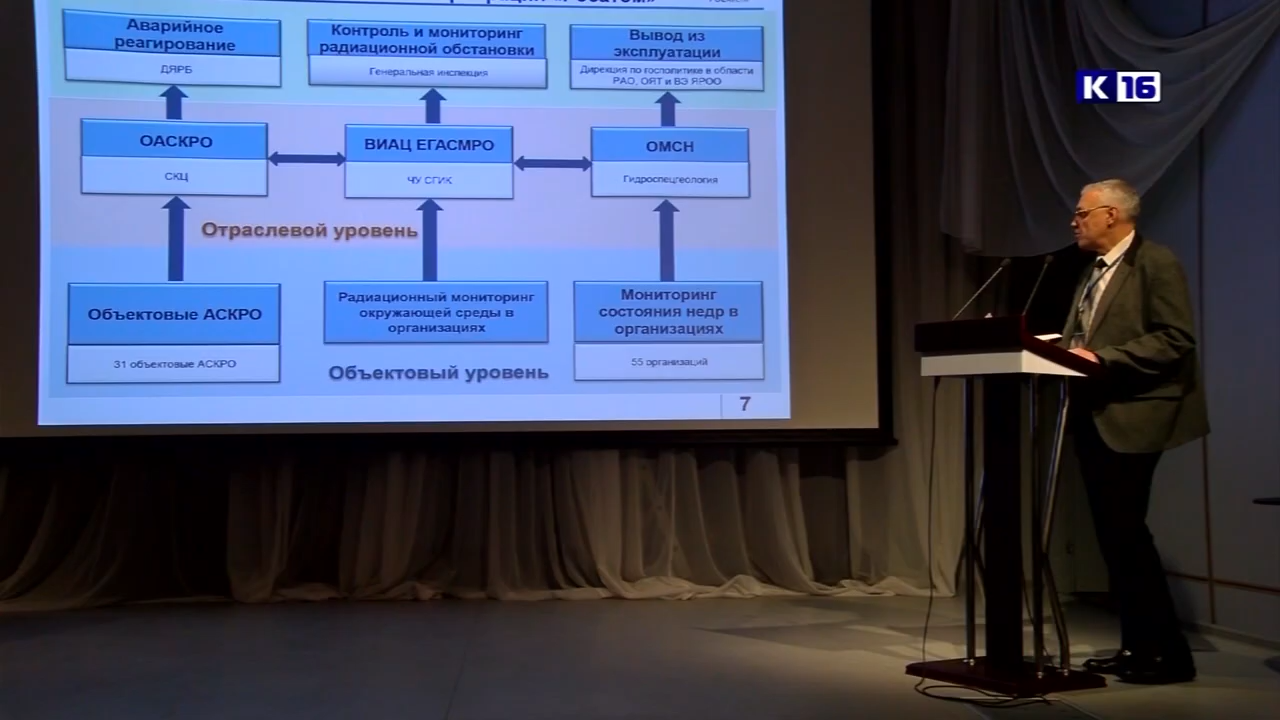 К 16
Аварийное
реагирование
ДЯРБ
Контроль и мониторинг
радиационной обстановки
Генеральная инспекция
Вывод из
эксплуатации
Дирекция по госполитике в области
РАО, ОЯТ и ВЭ ЯРОО
ОАСКРО
СКЦ
ВИАЦ ЕГАСМРО
ЧУ СГИК
ОМСН
Гидроспецгеология
Отраслевой уровень
Объектовые АСКРО
31 объектовые АСКРО
Радиационный мониторинг
окружающей среды в
организациях
Мониторинг
состояния недр в
организациях
55 организаций
Объектовый уровень
7